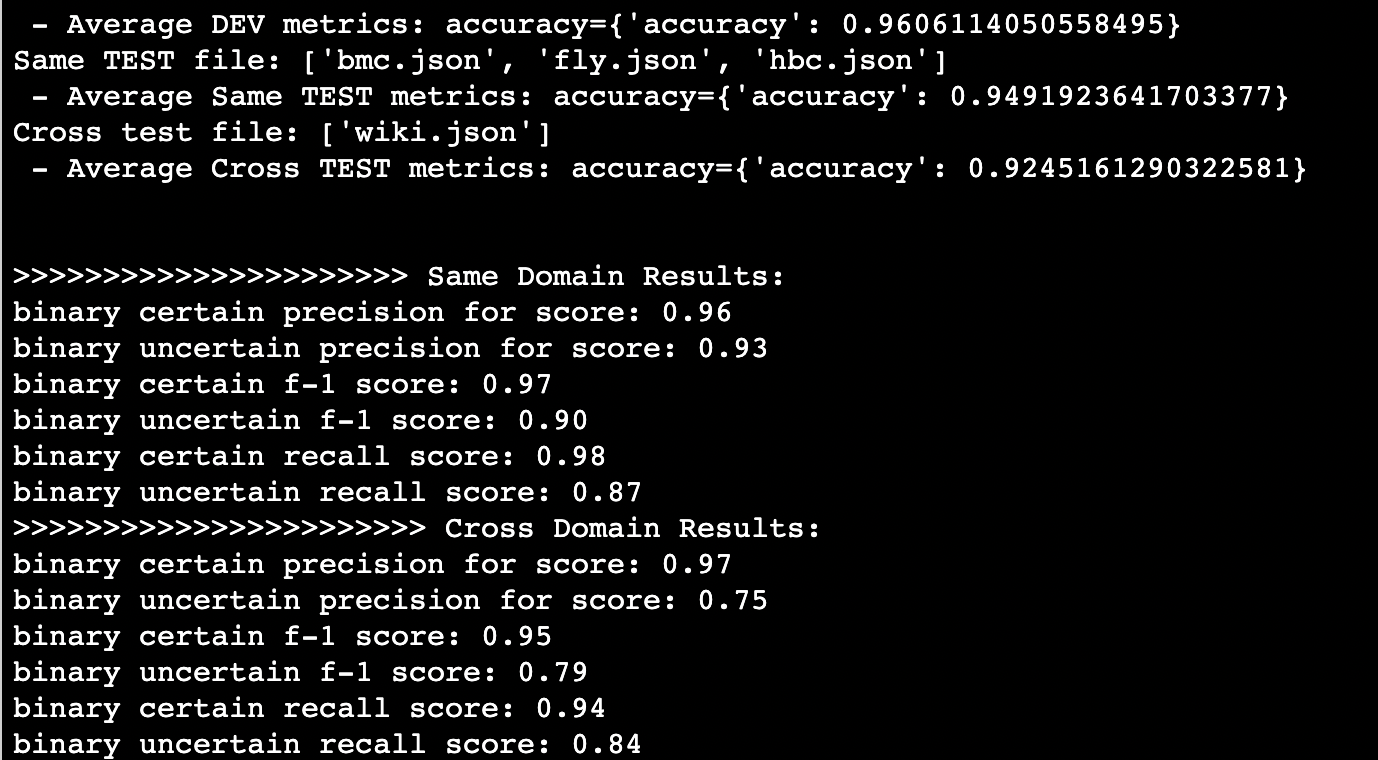 - Average DEV metrics: accuracy={'accuracy': 0.9606114050558495}
Same TEST file: ['bmc.json', 'fly.json', 'hbc.json']
- Average Same TEST metrics: accuracy={'accuracy': 0.9491923641703377}
Cross test file: ['wiki.json']
- Average Cross TEST metrics: accuracy={'accuracy': 0.9245161290322581}
>>>>>>>>>>>>>>>>>>>>>> Same Domain Results:
binary certain precision for score: 0.96
binary uncertain precision for score: 0.93
binary certain f-1 score: 0.97
binary uncertain f-1 score: 0.90
binary certain recall score: 0.98
binary uncertain recall score: 0.87
>>>>>>>>>>>>>>>>>>>>>>> Cross Domain Results:
binary certain precision for score: 0.97
binary uncertain precision for score: 0.75
binary certain f-1 score: 0.95
binary uncertain f-1 score: 0.79
binary certain recall score: 0.94
binary uncertain recall score: 0.84